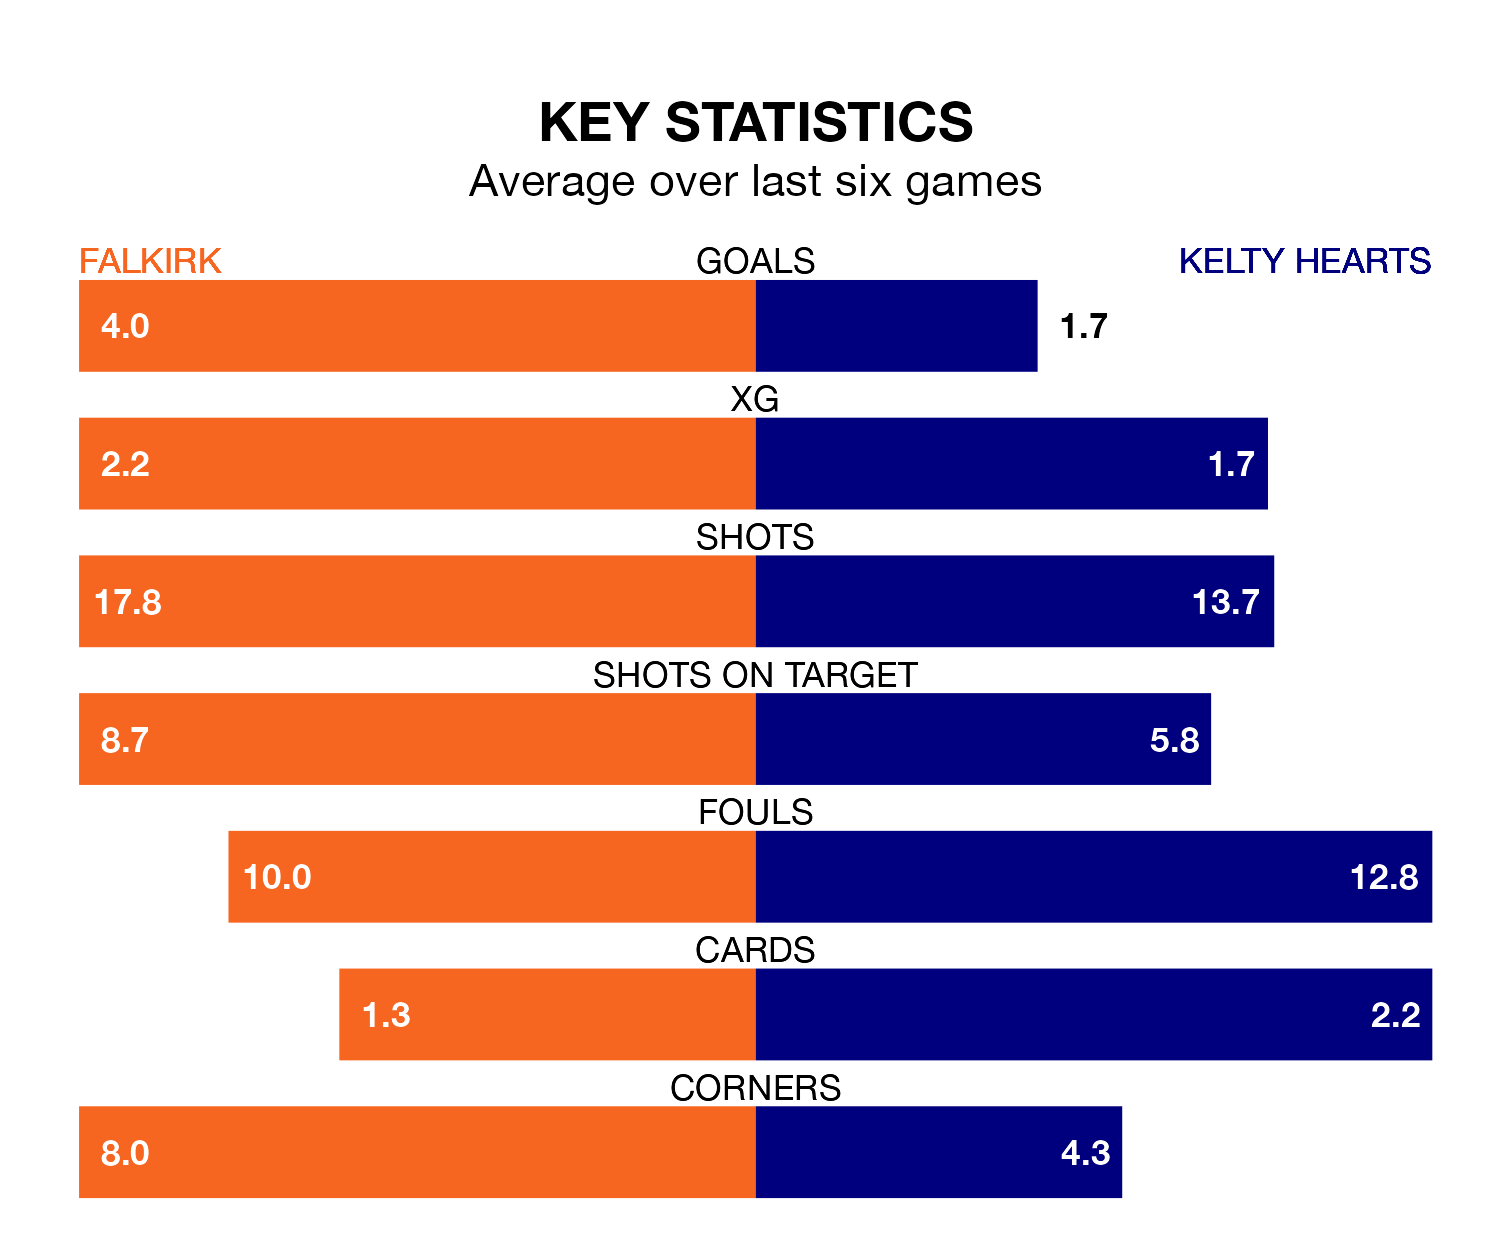 KEY STATISTICS
Average over last six games
FALKIRK GOALS KELTY HEARTS
4.0 1.7
XG
2.2 1.7
SHOTS
17.8 13.7
SHOTS ON TARGET
8.7 5.8
FOULS
10.0 12.8
CARDS
1.3 2.2
CORNERS
8.0 4.3